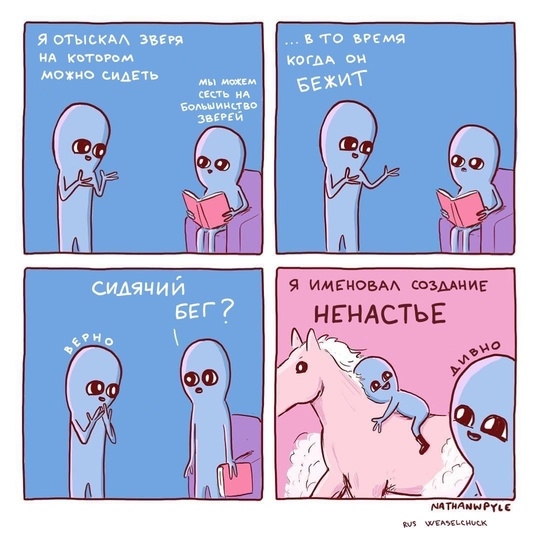 Я ОТЫСКАЛ ЗВЕРЯ
НА КОТОРОМ
МОЖНО СИДЕТЬ
МЫ МОЖЕМ
СЕСТЬ НА
БОЛЬШИНСТВО
ЗВЕРЕЙ
... В ТО ВРЕМЯ
КОГДА ОН
БЕЖИТ
СИДЯЧИЙ
БЕГ?
ВЕРНО
Я ИМЕНОВАЛ СОЗДАНИЕ
НЕНАСТЬЕ
ДИВНО
NATHANWPYLE
RUS WEASELCHUCK